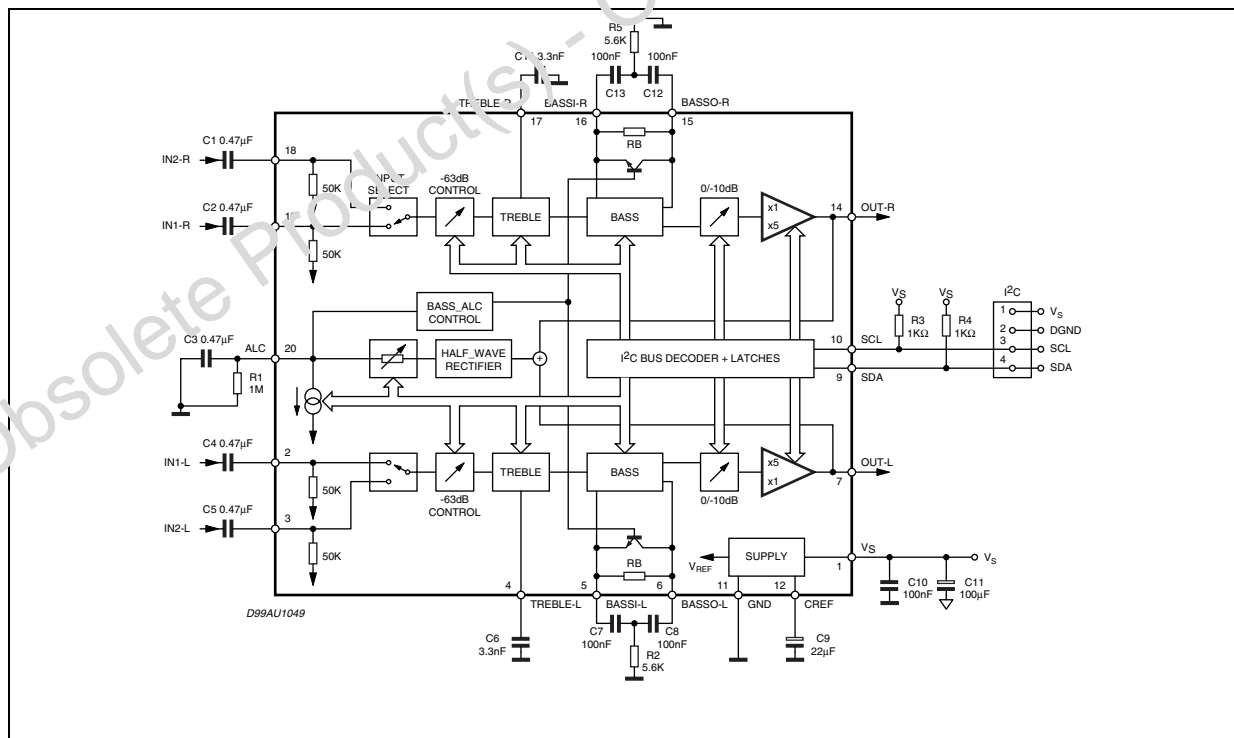 Obsolete Product(s) - O
R5
5.6K
3.3nF
100nF
100nF
C13
C12
TREBLE-R
BASSI-R
BASSO-R
17
16
15
RB
C1 0.47µF
IN2-R
18
50K
INPUT
SELECT
-63dB
CONTROL
TREBLE
BASS
0/-10dB
x1
x5
14
OUT-R
C2 0.47µF
IN1-R
50K
BASS_ALC
CONTROL
C3 0.47µF
ALC
20
R1
1M
HALF_WAVE
RECTIFIER
+
I²C BUS DECODER + LATCHES
10
SCL
9
SDA
VS
VS
R3
1KΩ
R4
1KΩ
I²C
1
VS
2
DGND
3
SCL
4
SDA
C4 0.47µF
IN1-L
2
50K
C5 0.47µF
IN2-L
3
50K
-63dB
CONTROL
TREBLE
BASS
0/-10dB
x5
x1
OUT-L
7
RB
VREF
SUPPLY
VS
1
VS
C10
100nF
C11
100µF
4
5
6
11
12
TREBLE-L
BASSI-L
BASSO-L
GND
CREF
D99AU1049
C6
3.3nF
C7
100nF
C8
100nF
R2
5.6K
C9
22µF